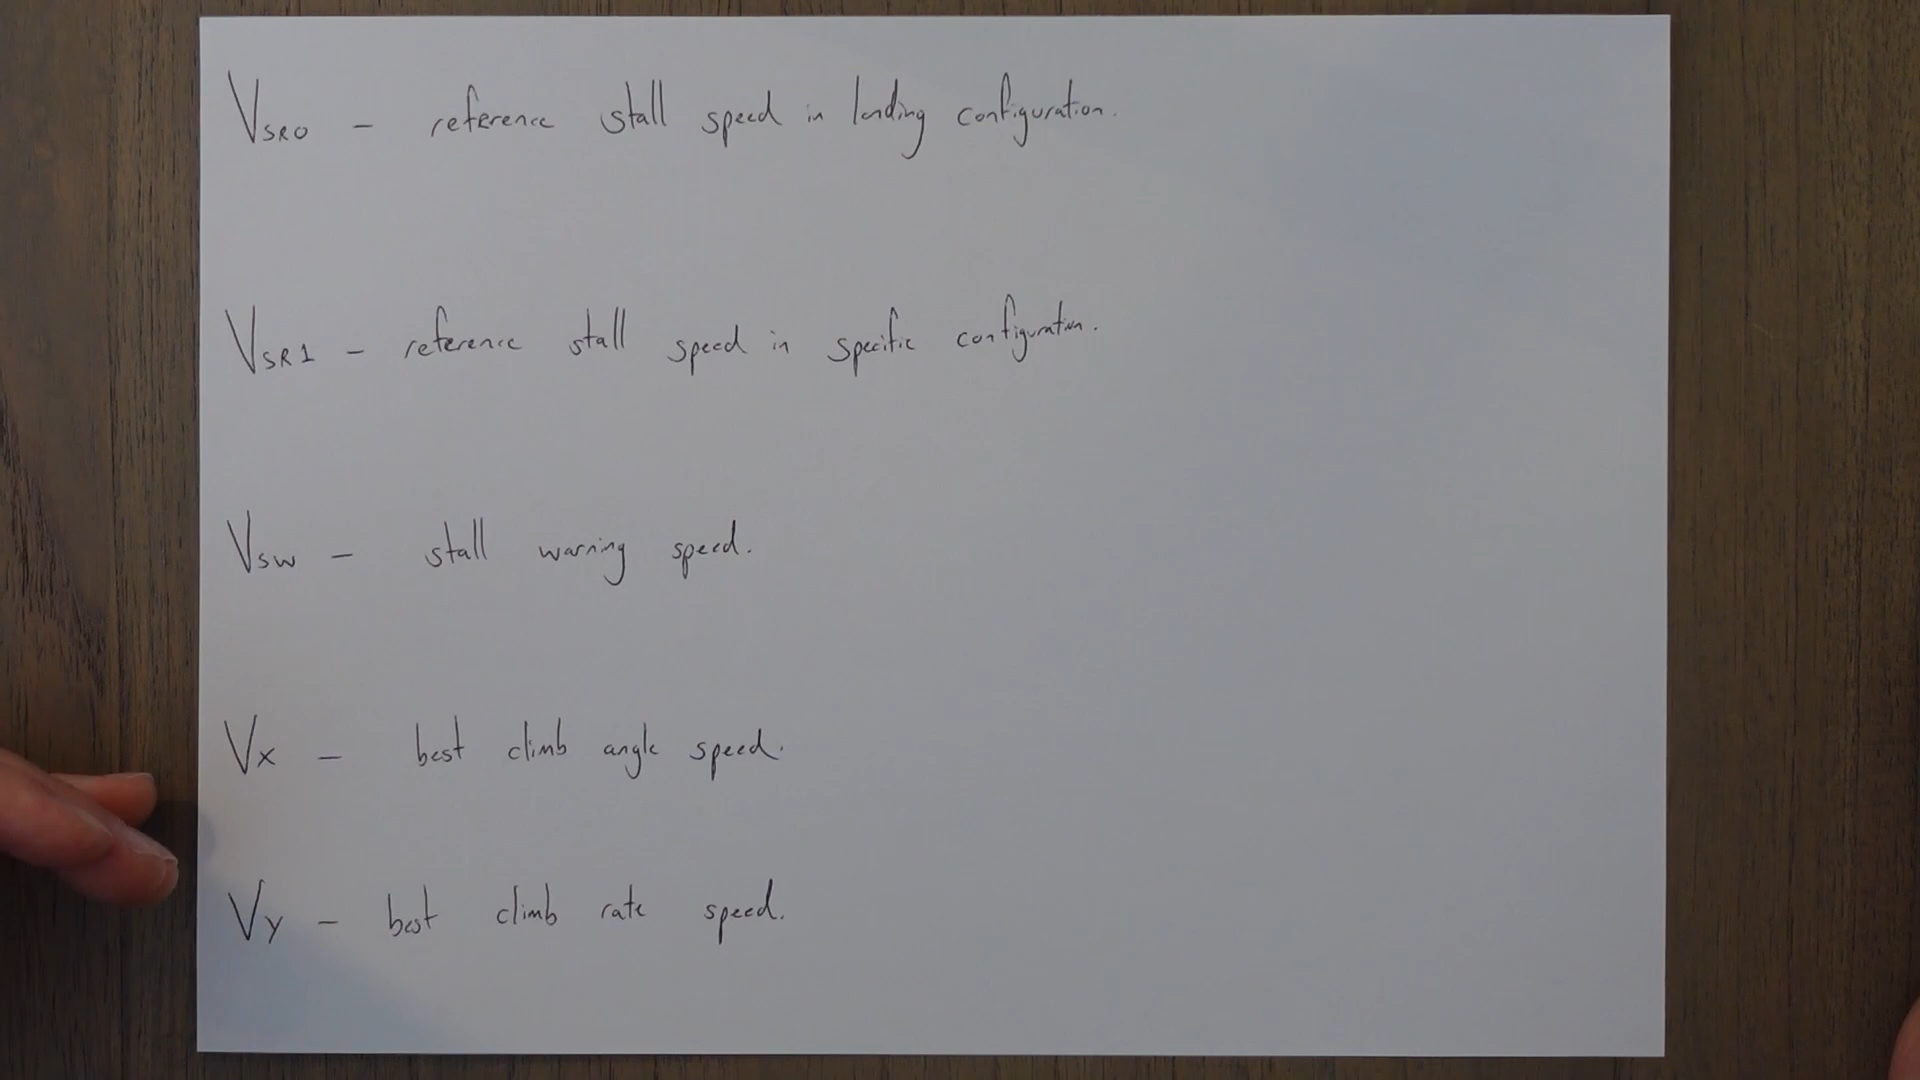 VSR0 - reference stall speed in landing configuration.
VSR1 - reference stall speed in specific configuration.
VSW - stall warning speed.
Vx - best climb angle speed.
Vy - best climb rate speed.